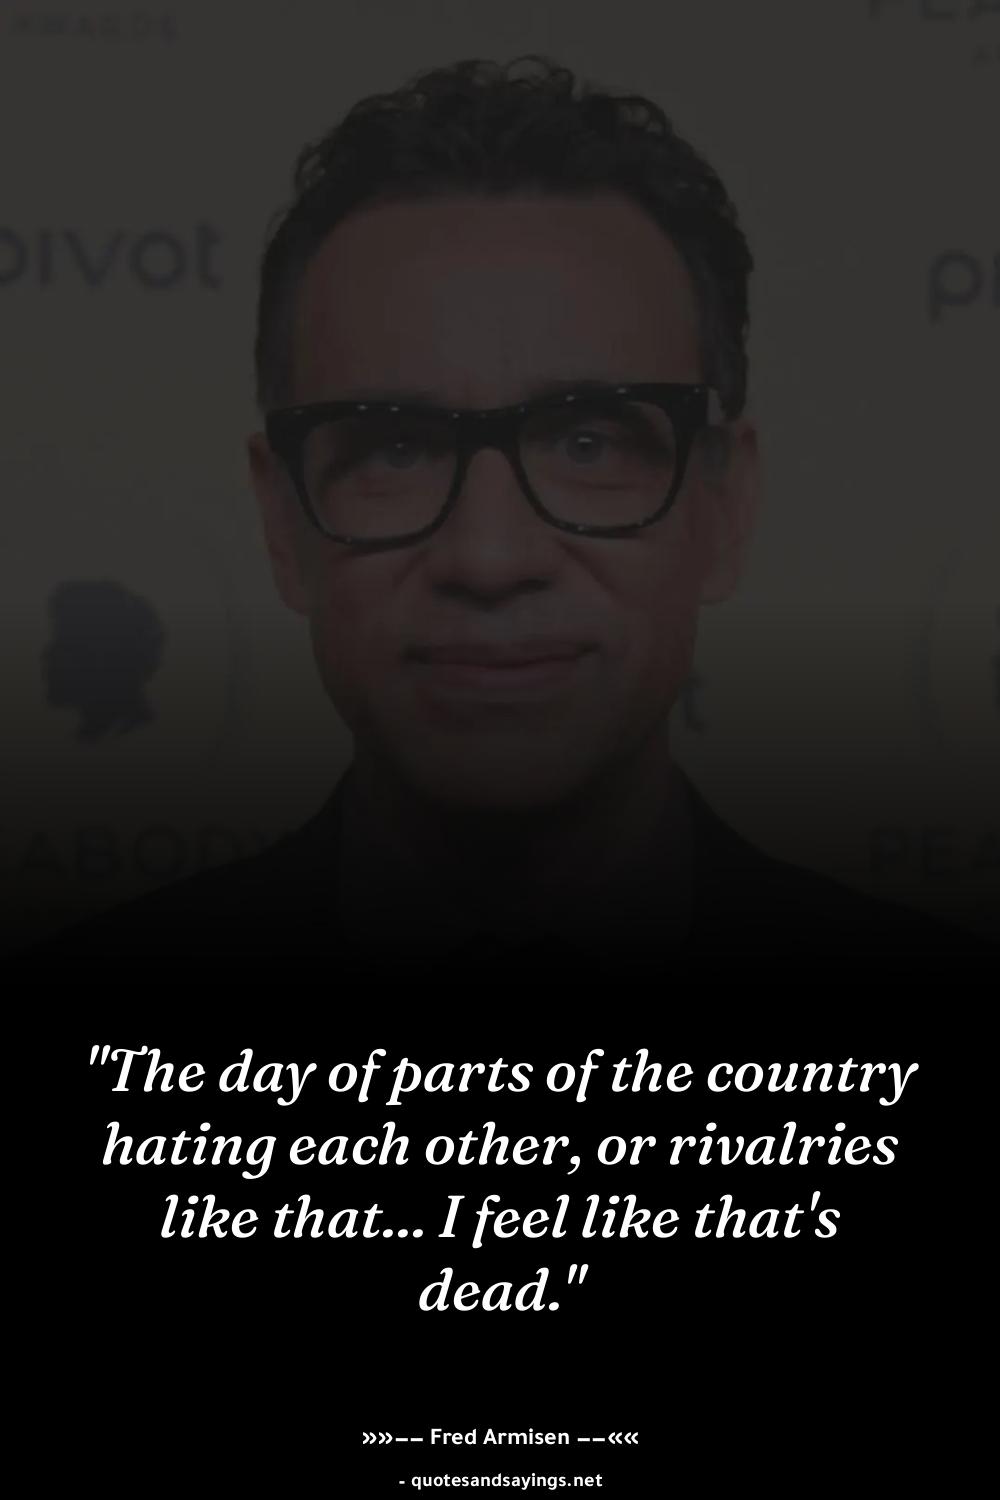 AWARDS
pivot
"The day of parts of the country
hating each other, or rivalries
like that... I feel like that's
dead."
»»–– Fred Armisen ––««
- quotesandsayings.net